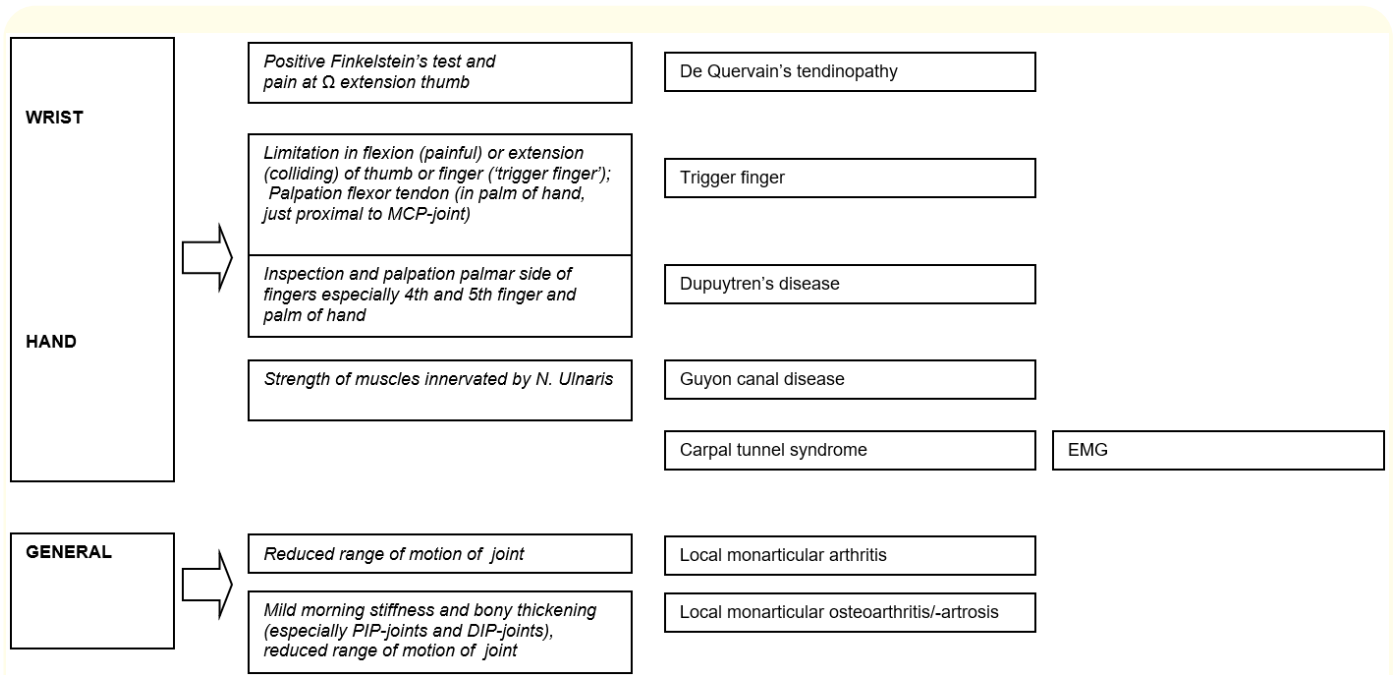 WRIST
HAND
Positive Finkelstein’s test and
pain at Ω extension thumb
De Quervain’s tendinopathy
Limitation in flexion (painful) or extension
(colliding) of thumb or finger (‘trigger finger’);
Palpation flexor tendon (in palm of hand,
just proximal to MCP-joint)
Trigger finger
Inspection and palpation palmar side of
fingers especially 4th and 5th finger and
palm of hand
Dupuytren’s disease
Strength of muscles innervated by N. Ulnaris
Guyon canal disease
Carpal tunnel syndrome
EMG
GENERAL
Reduced range of motion of joint
Local monarticular arthritis
Mild morning stiffness and bony thickening
(especially PIP-joints and DIP-joints),
reduced range of motion of joint
Local monarticular osteoarthritis/-artrosis